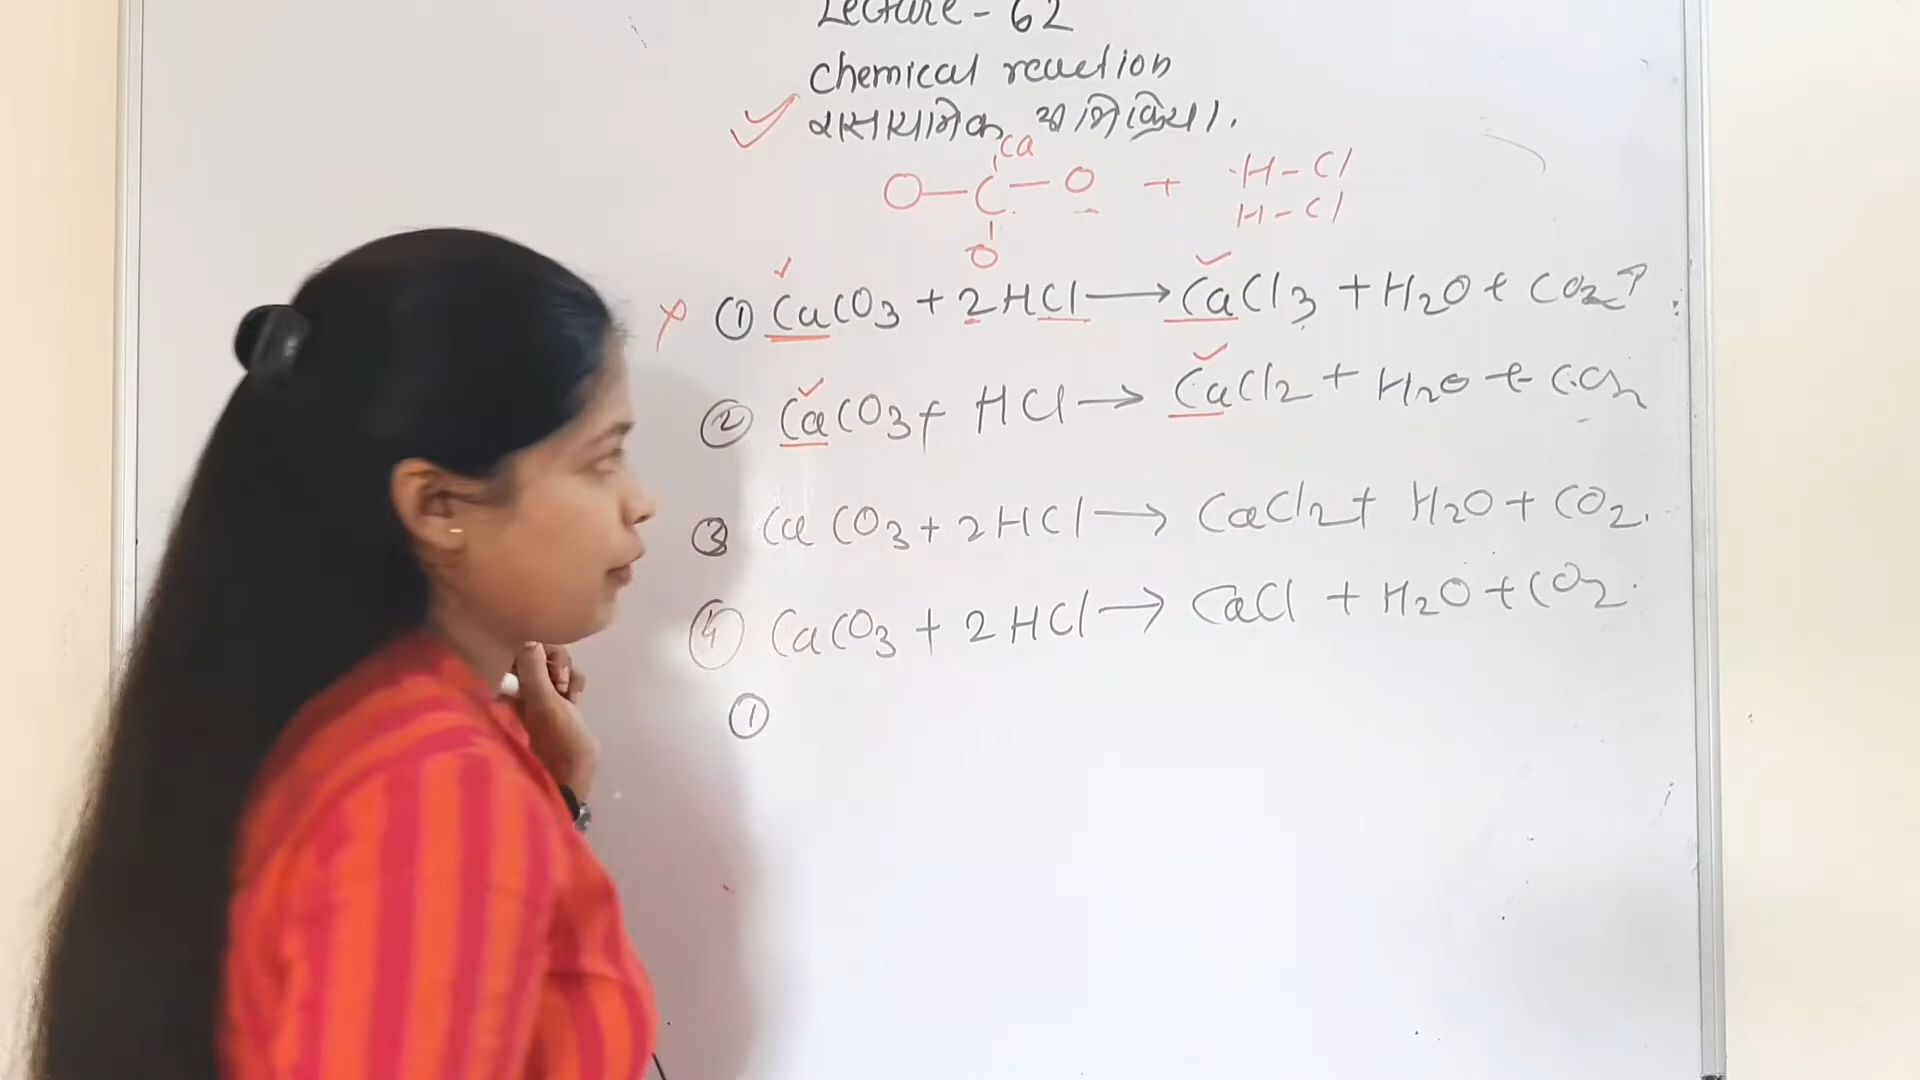 Lecture - 62
Chemical reaction
रासायनिक अभिक्रिया.
Ca
O — C — O + H - Cl
H - Cl
O
① CaCO3 + 2HCl → CaCl3 + H2O + CO2↑
② CaCO3 + HCl → CaCl2 + H2O + CO2
③ CaCO3 + 2HCl → CaCl2 + H2O + CO2.
④ CaCO3 + 2HCl → CaCl + H2O + CO2.
①